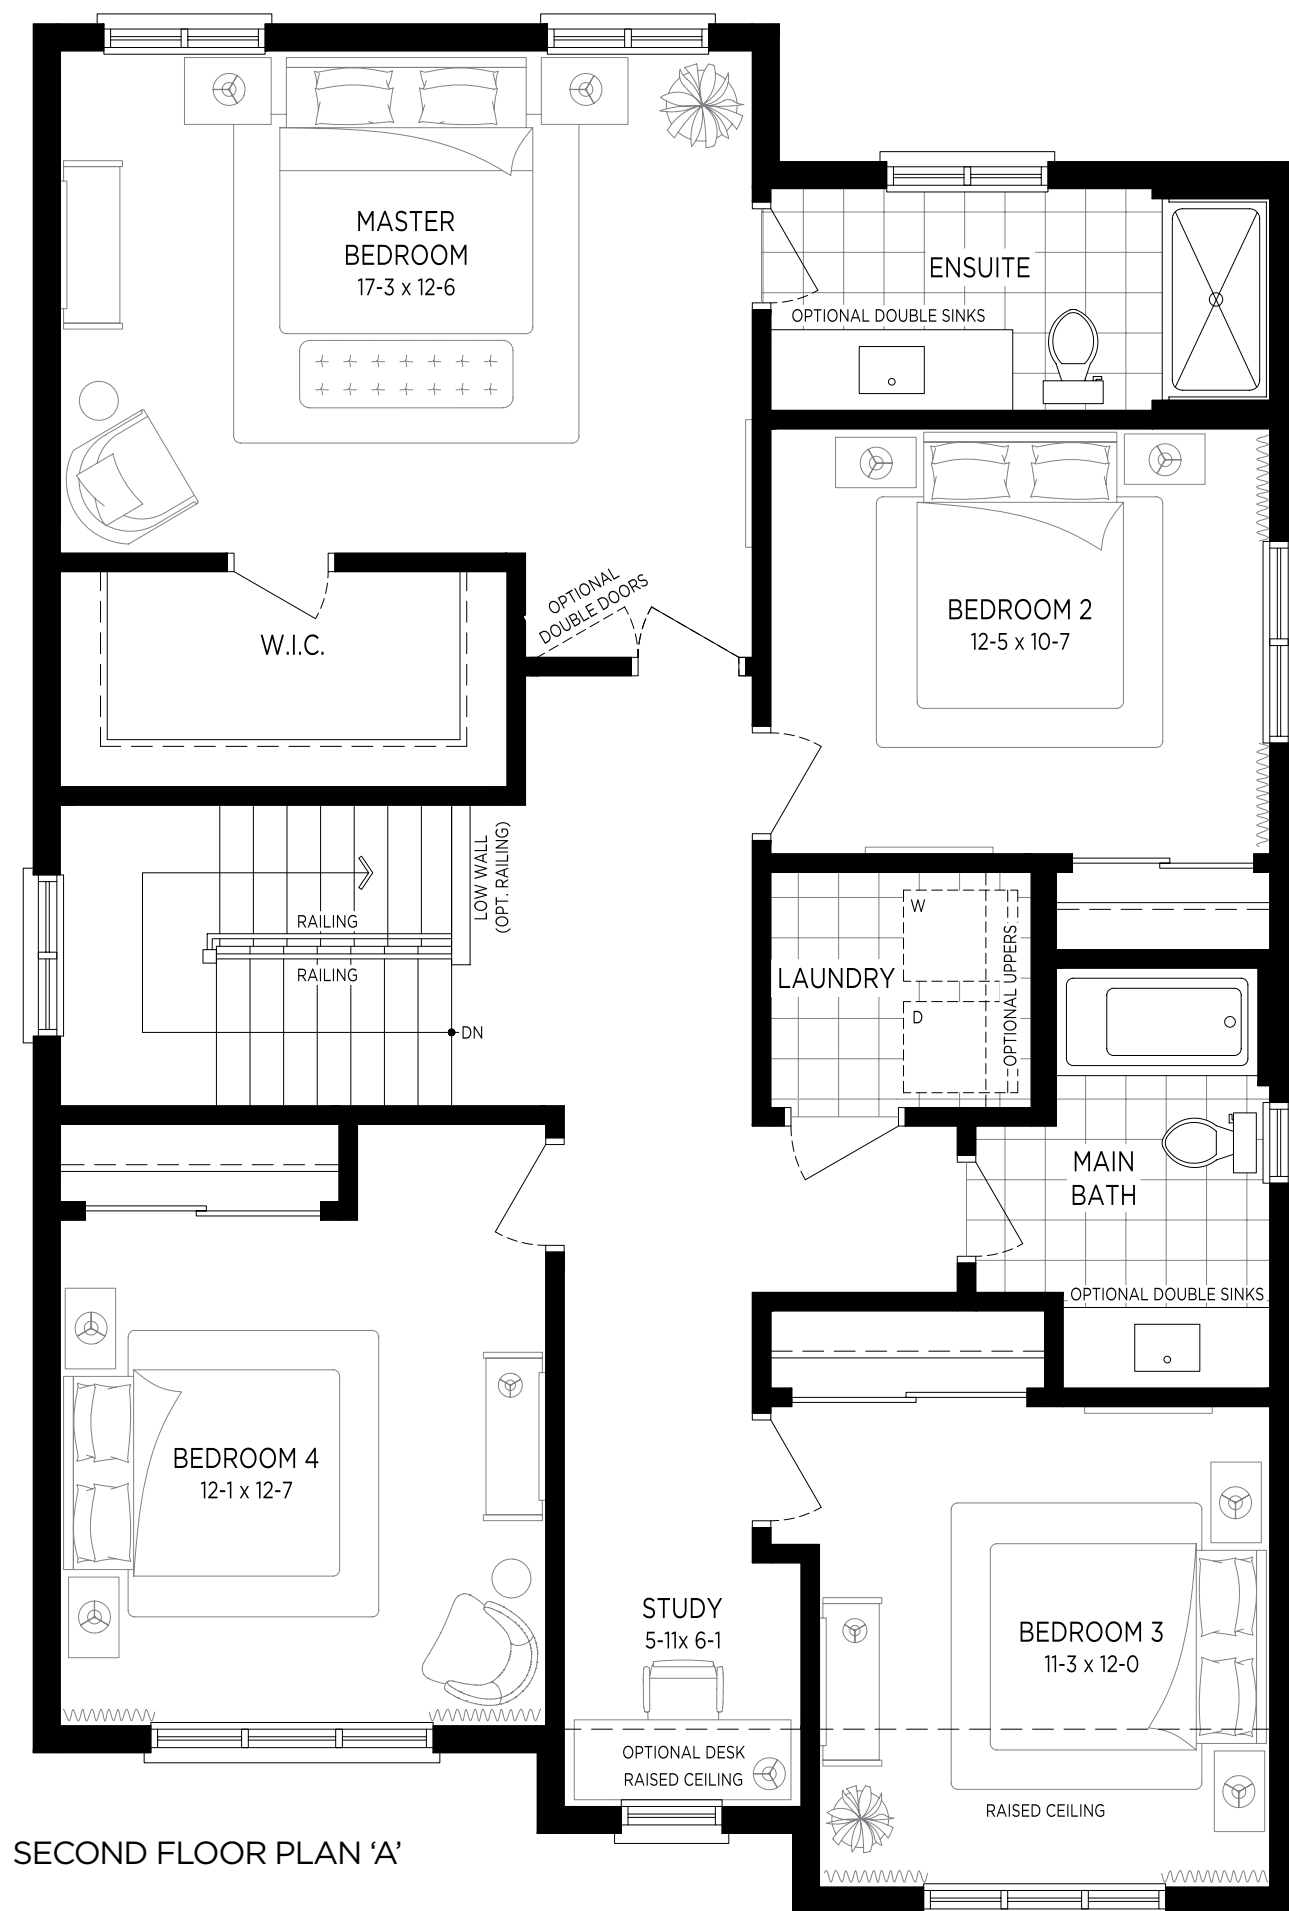 MASTER
BEDROOM
17-3 x 12-6
ENSUITE
OPTIONAL DOUBLE SINKS
OPTIONAL
DOUBLE DOORS
W.I.C.
BEDROOM 2
12-5 x 10-7
LOW WALL
(OPT. RAILING)
RAILING
RAILING
DN
W
LAUNDRY
D
OPTIONAL UPPERS
MAIN
BATH
OPTIONAL DOUBLE SINKS
BEDROOM 4
12-1 x 12-7
STUDY
5-11x 6-1
BEDROOM 3
11-3 x 12-0
OPTIONAL DESK
RAISED CEILING
RAISED CEILING
SECOND FLOOR PLAN ‘A’